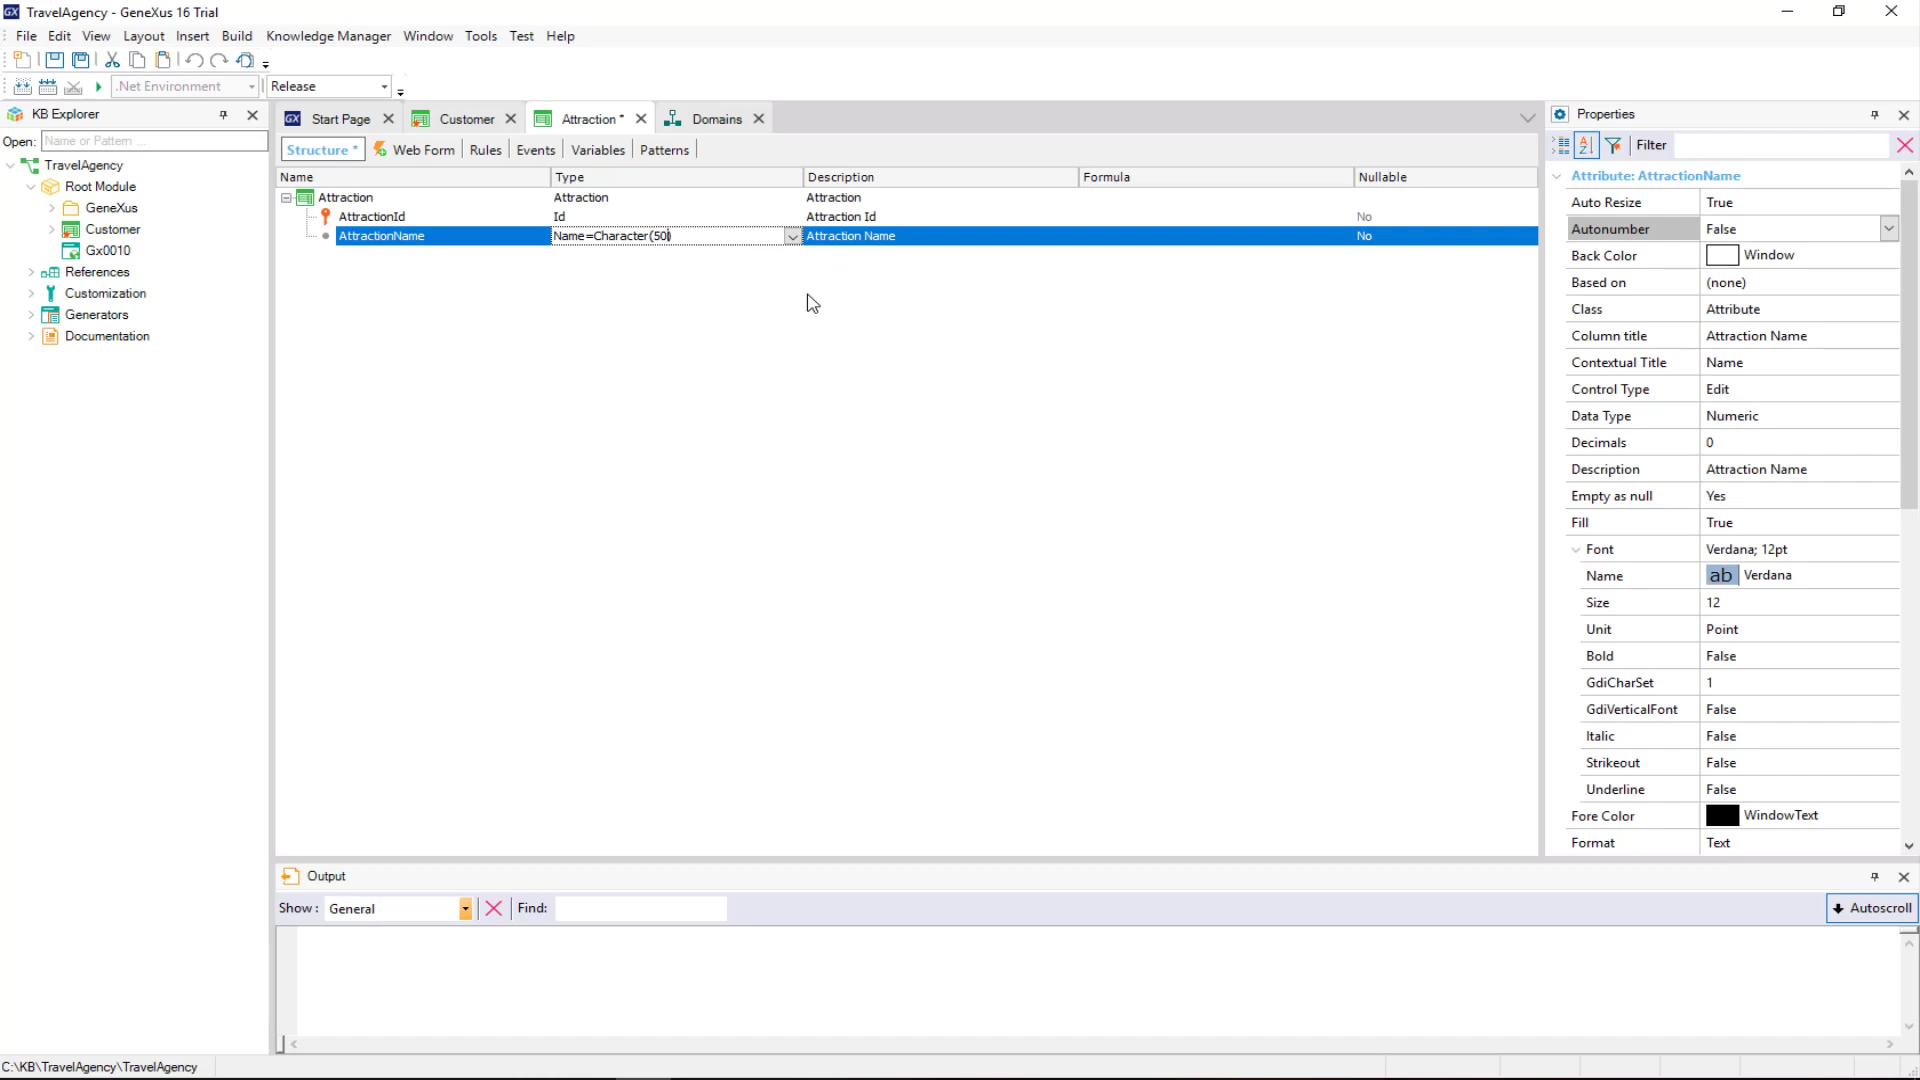 TravelAgency - GeneXus 16 Trial
File Edit View Layout Insert Build Knowledge Manager Window Tools Test Help
.Net Environment Release
KB Explorer
Open: Name or Pattern ...
TravelAgency
Root Module
GeneXus
Customer
Gx0010
References
Customization
Generators
Documentation
Start Page Customer Attraction * Domains
Structure * Web Form Rules Events Variables Patterns
Name Type Description Formula Nullable
Attraction Attraction Attraction
AttractionId Id Attraction Id No
AttractionName Name=Character(50) Attraction Name No
Properties
Filter
Attribute: AttractionName
Auto Resize True
Autonumber False
Back Color Window
Based on (none)
Class Attribute
Column title Attraction Name
Contextual Title Name
Control Type Edit
Data Type Numeric
Decimals 0
Description Attraction Name
Empty as null Yes
Fill True
Font Verdana; 12pt
Name ab Verdana
Size 12
Unit Point
Bold False
GdiCharSet 1
GdiVerticalFont False
Italic False
Strikeout False
Underline False
Fore Color WindowText
Format Text
Output
Show : General Find: Autoscroll
C:\KB\TravelAgency\TravelAgency